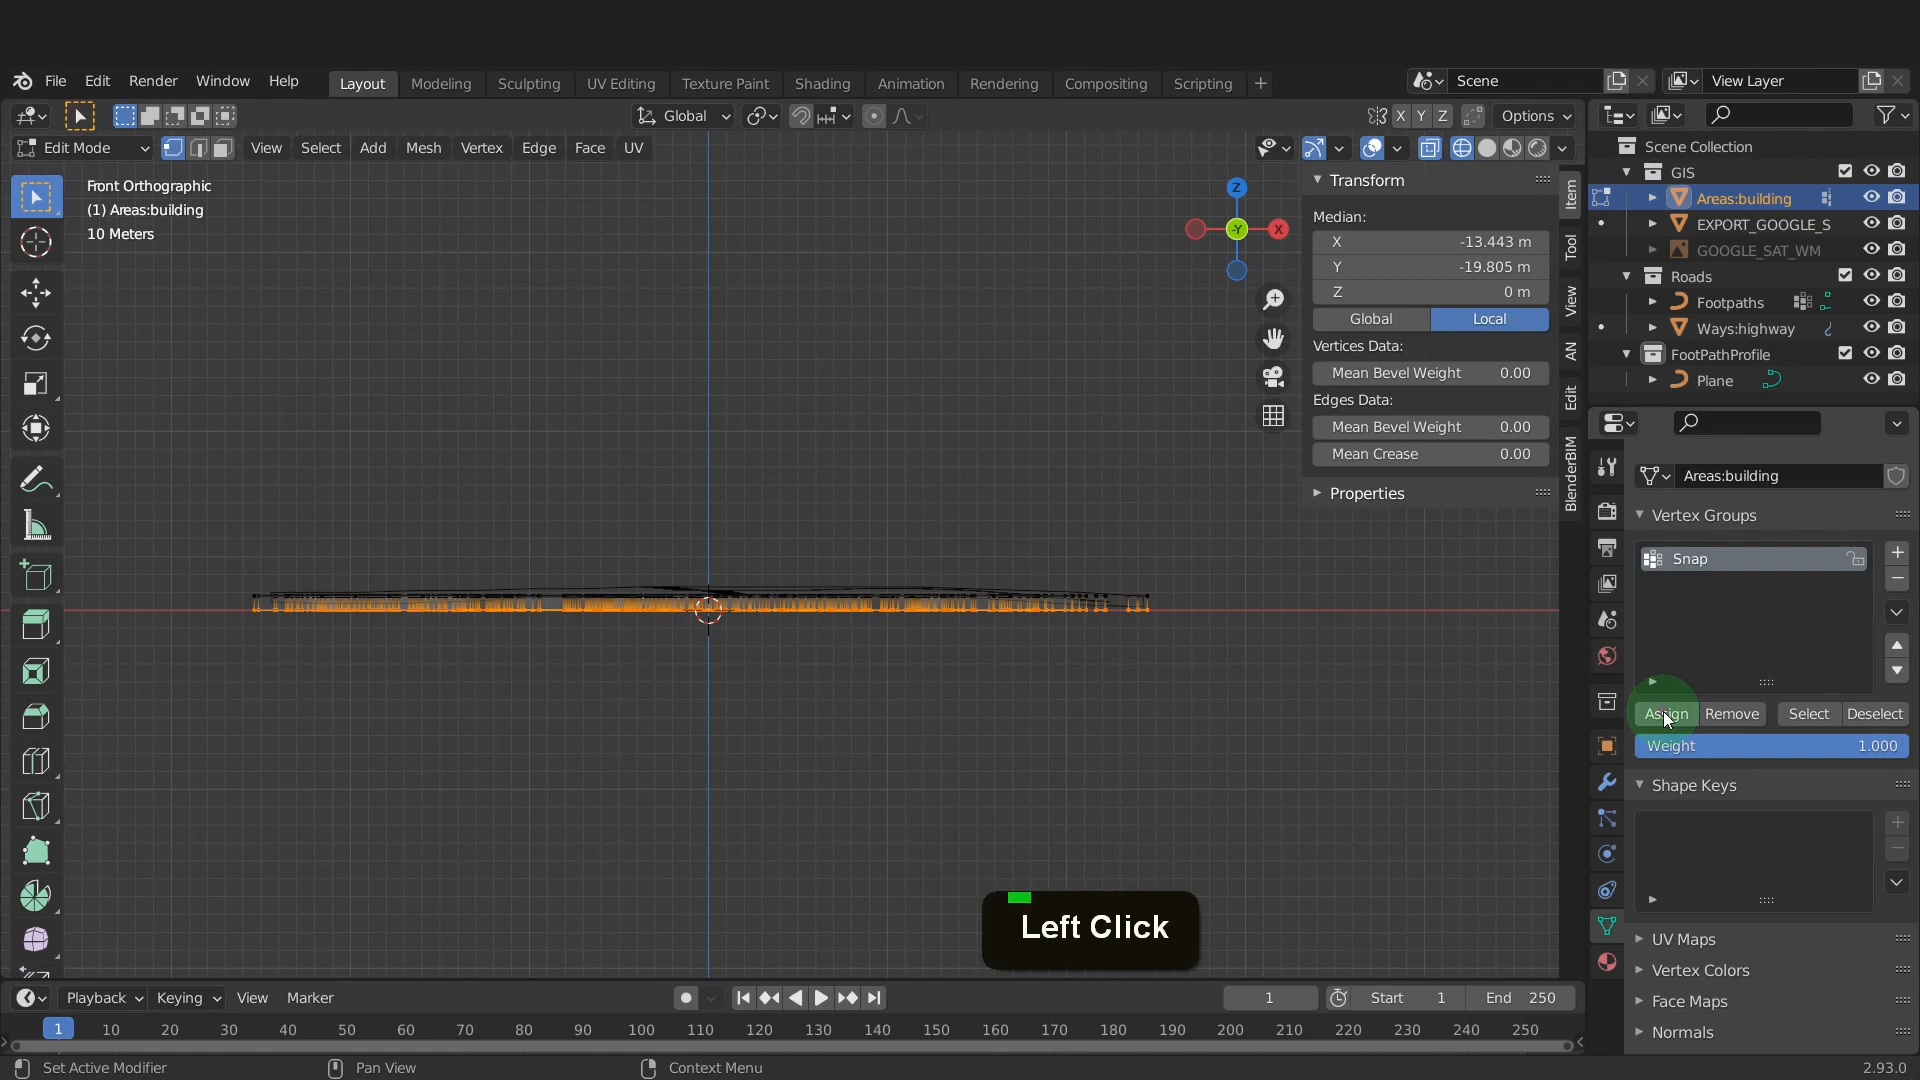 File Edit Render Window Help Layout Modeling Sculpting UV Editing Texture Paint Shading Animation Rendering Compositing Scripting + Scene View Layer
Global X Y Z Options
Edit Mode View Select Add Mesh Vertex Edge Face UV
Front Orthographic
(1) Areas:building
10 Meters
Z
-Y X
Transform
Median:
X -13.443 m
Y -19.805 m
Z 0 m
Global Local
Vertices Data:
Mean Bevel Weight 0.00
Edges Data:
Mean Bevel Weight 0.00
Mean Crease 0.00
Properties
Item
Tool
View
AN
Edit
BlenderBIM
Scene Collection
GIS
Areas:building
EXPORT_GOOGLE_S
GOOGLE_SAT_WM
Roads
Footpaths
Ways:highway
FootPathProfile
Plane
Areas:building
Vertex Groups
Snap
Assign Remove Select Deselect
Weight 1.000
Shape Keys
UV Maps
Vertex Colors
Face Maps
Normals
Left Click
Playback Keying View Marker 1 Start 1 End 250
1 10 20 30 40 50 60 70 80 90 100 110 120 130 140 150 160 170 180 190 200 210 220 230 240 250
Set Active Modifier Pan View Context Menu 2.93.0